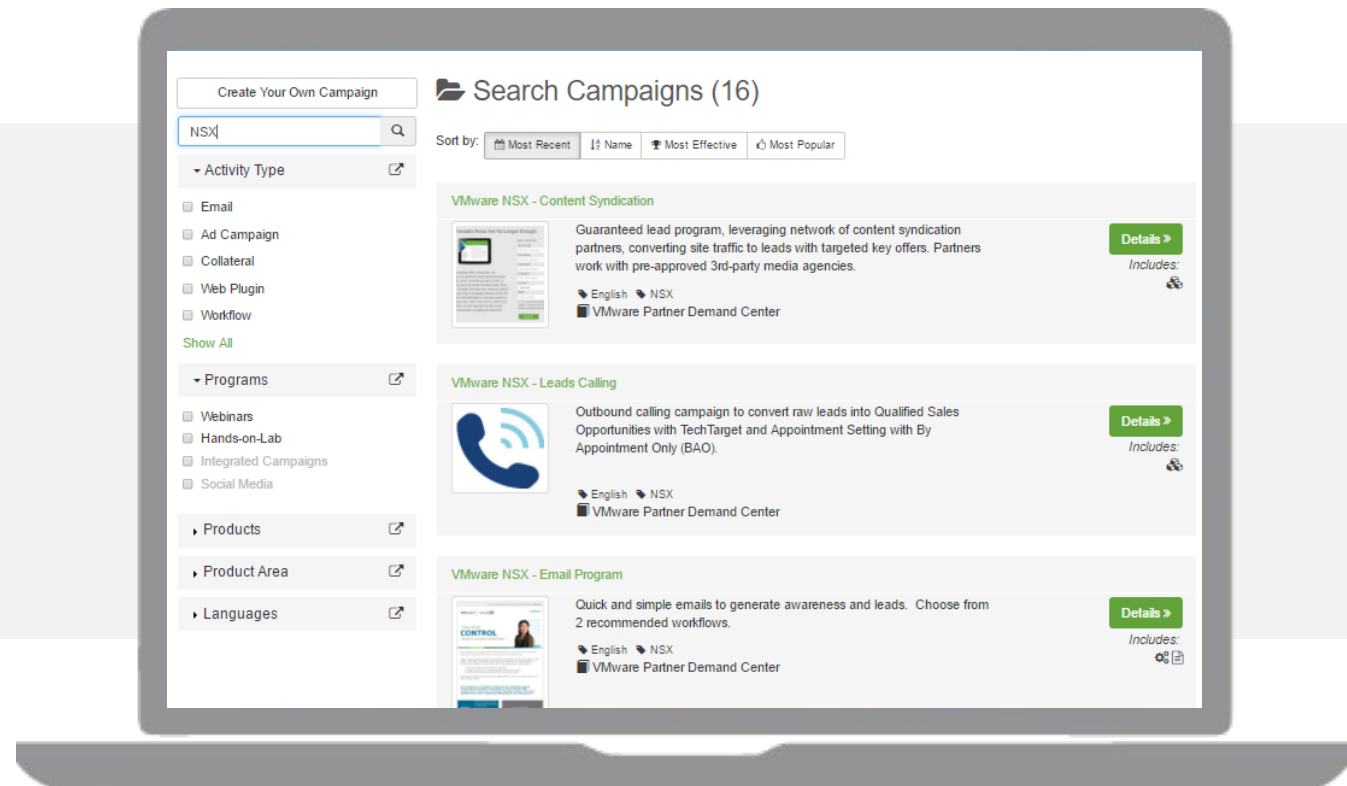 Create Your Own Campaign
NSX
Activity Type
Email
Ad Campaign
Collateral
Web Plugin
Workflow
Show All
Programs
Webinars
Hands-on-Lab
Integrated Campaigns
Social Media
Products
Product Area
Languages
Search Campaigns (16)
Sort by: Most Recent Name Most Effective Most Popular
VMware NSX - Content Syndication
Guaranteed lead program, leveraging network of content syndication
partners, converting site traffic to leads with targeted key offers. Partners
work with pre-approved 3rd-party media agencies.
English NSX
VMware Partner Demand Center
Details »
Includes:
VMware NSX - Leads Calling
Outbound calling campaign to convert raw leads into Qualified Sales
Opportunities with TechTarget and Appointment Setting with By
Appointment Only (BAO).
English NSX
VMware Partner Demand Center
Details »
Includes:
VMware NSX - Email Program
CONTROL
Quick and simple emails to generate awareness and leads. Choose from
2 recommended workflows.
English NSX
VMware Partner Demand Center
Details »
Includes: